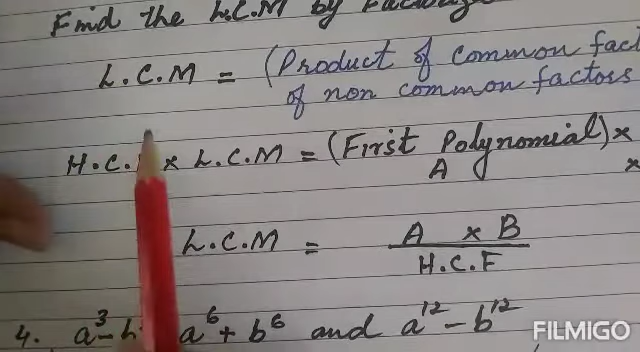 Find the L.C.M by
L.C.M = (Product of common
of non common factors
H.C. x L.C.M = (First Polynomial) x
A x
L.C.M = A x B
H.C.F
4. a³- a⁶+ b⁶ and a¹² - b¹²
FILMIGO